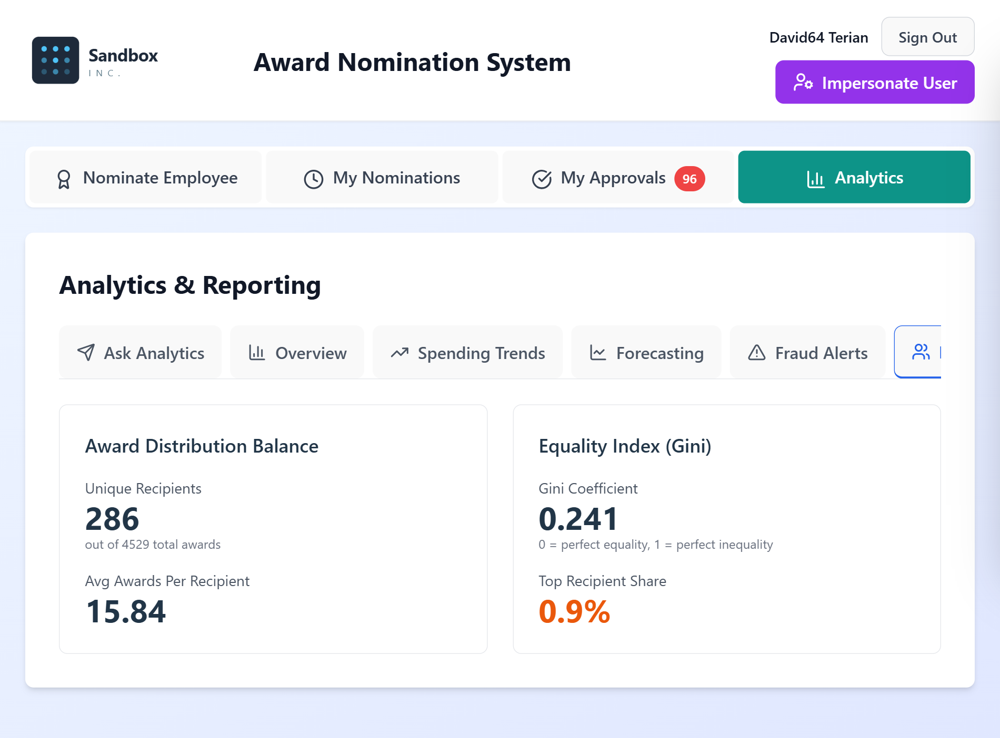 Sandbox
INC.
Award Nomination System
David64 Terian
Sign Out
Impersonate User
Nominate Employee
My Nominations
My Approvals 96
Analytics
Analytics & Reporting
Ask Analytics
Overview
Spending Trends
Forecasting
Fraud Alerts
Award Distribution Balance
Unique Recipients
286
out of 4529 total awards
Avg Awards Per Recipient
15.84
Equality Index (Gini)
Gini Coefficient
0.241
0 = perfect equality, 1 = perfect inequality
Top Recipient Share
0.9%